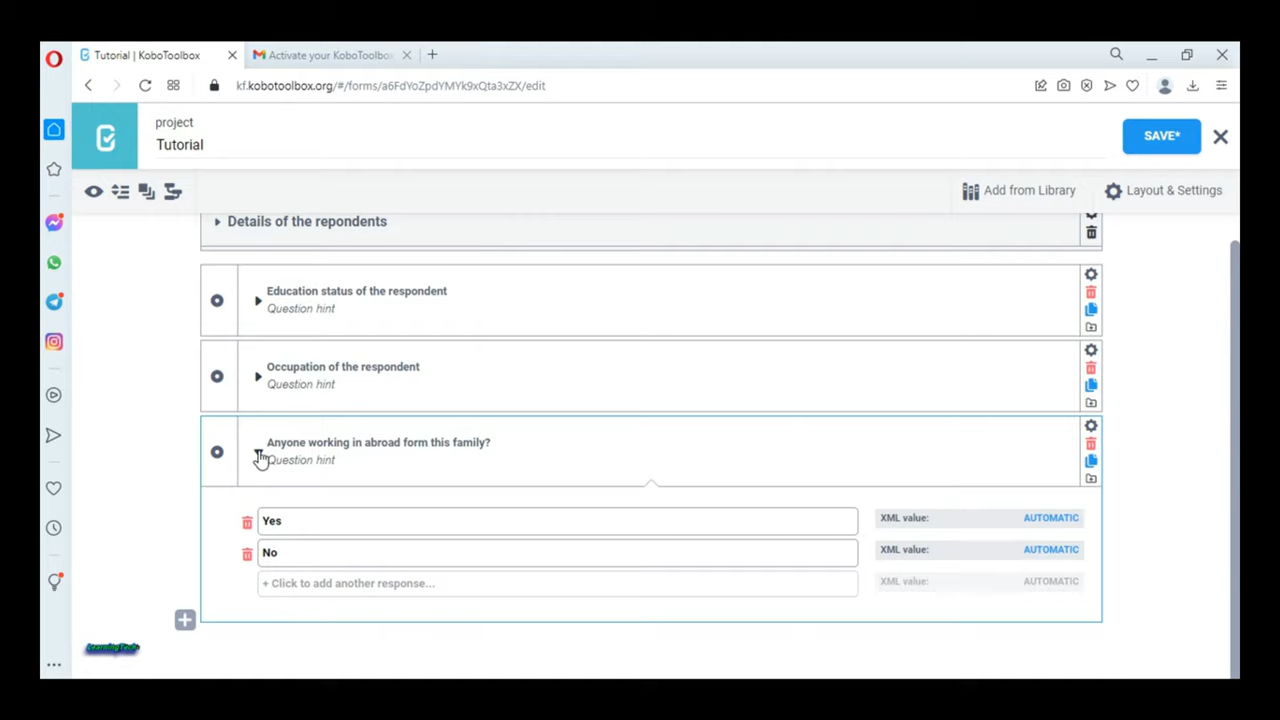 Tutorial | KoboToolbox
Activate your KoboToolbox
kf.kobotoolbox.org/#/forms/a6FdYoZpdYMYk9xQta3xZX/edit
project
Tutorial
SAVE*
Add from Library
Layout & Settings
Details of the repondents
Education status of the respondent
Question hint
Occupation of the respondent
Question hint
Anyone working in abroad form this family?
Question hint
Yes
XML value: AUTOMATIC
No
XML value: AUTOMATIC
+ Click to add another response...
XML value: AUTOMATIC
LearningTech